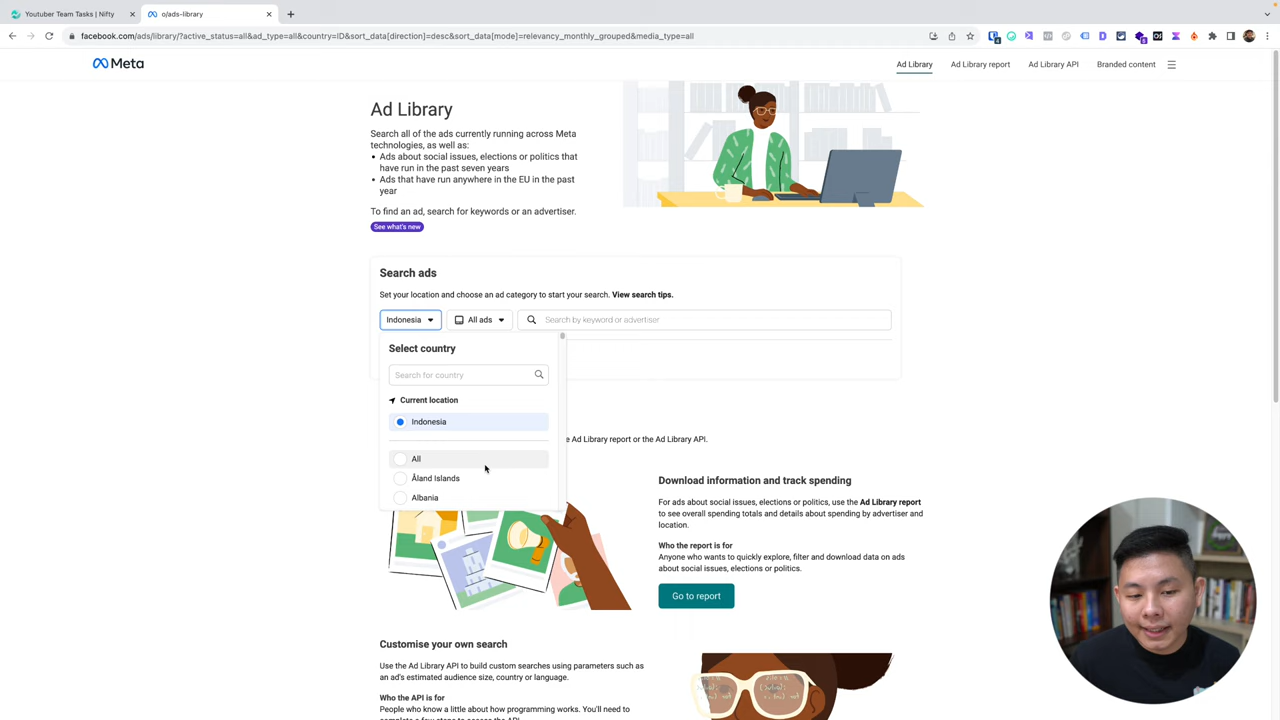 Youtuber Team Tasks | Nifty
o/ads-library
facebook.com/ads/library/?active_status=all&ad_type=all&country=ID&sort_data[direction]=desc&sort_data[mode]=relevancy_monthly_grouped&media_type=all
Meta
Ad Library
Ad Library report
Ad Library API
Branded content
Ad Library
Search all of the ads currently running across Meta
technologies, as well as:
• Ads about social issues, elections or politics that
have run in the past seven years
• Ads that have run anywhere in the EU in the past
year
To find an ad, search for keywords or an advertiser.
See what's new
Search ads
Set your location and choose an ad category to start your search. View search tips.
Indonesia
All ads
Search by keyword or advertiser
Select country
Search for country
Current location
Indonesia
All
Åland Islands
Albania
e Ad Library report or the Ad Library API.
Download information and track spending
For ads about social issues, elections or politics, use the Ad Library report
to see overall spending totals and details about spending by advertiser and
location.
Who the report is for
Anyone who wants to quickly explore, filter and download data on ads
about social issues, elections or politics.
Go to report
Customise your own search
Use the Ad Library API to build custom searches using parameters such as
an ad's estimated audience size, country or language.
Who the API is for
People who know a little about how programming works. You'll need to